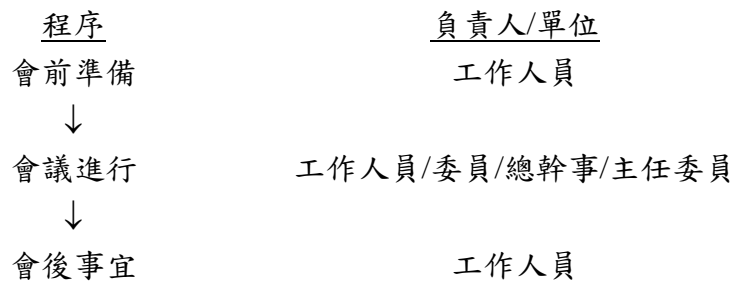 程序 負責人/單位
會前準備 工作人員
↓
會議進行 工作人員/委員/總幹事/主任委員
↓
會後事宜 工作人員